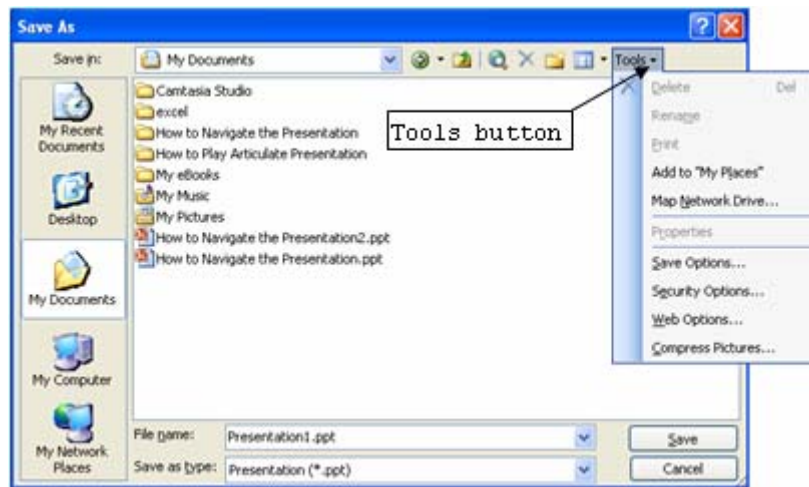 Save As
Save in:
My Documents
Tools
My Recent
Documents
Desktop
My Documents
My Computer
My Network
Places
Camtasia Studio
excel
How to Navigate the Presentation
How to Play Articulate Presentation
My eBooks
My Music
My Pictures
How to Navigate the Presentation2.ppt
How to Navigate the Presentation.ppt
Tools button
Delete Del
Rename
Print
Add to "My Places"
Map Network Drive...
Properties
Save Options...
Security Options...
Web Options...
Compress Pictures...
File name: Presentation1.ppt
Save
Save as type: Presentation (*.ppt)
Cancel